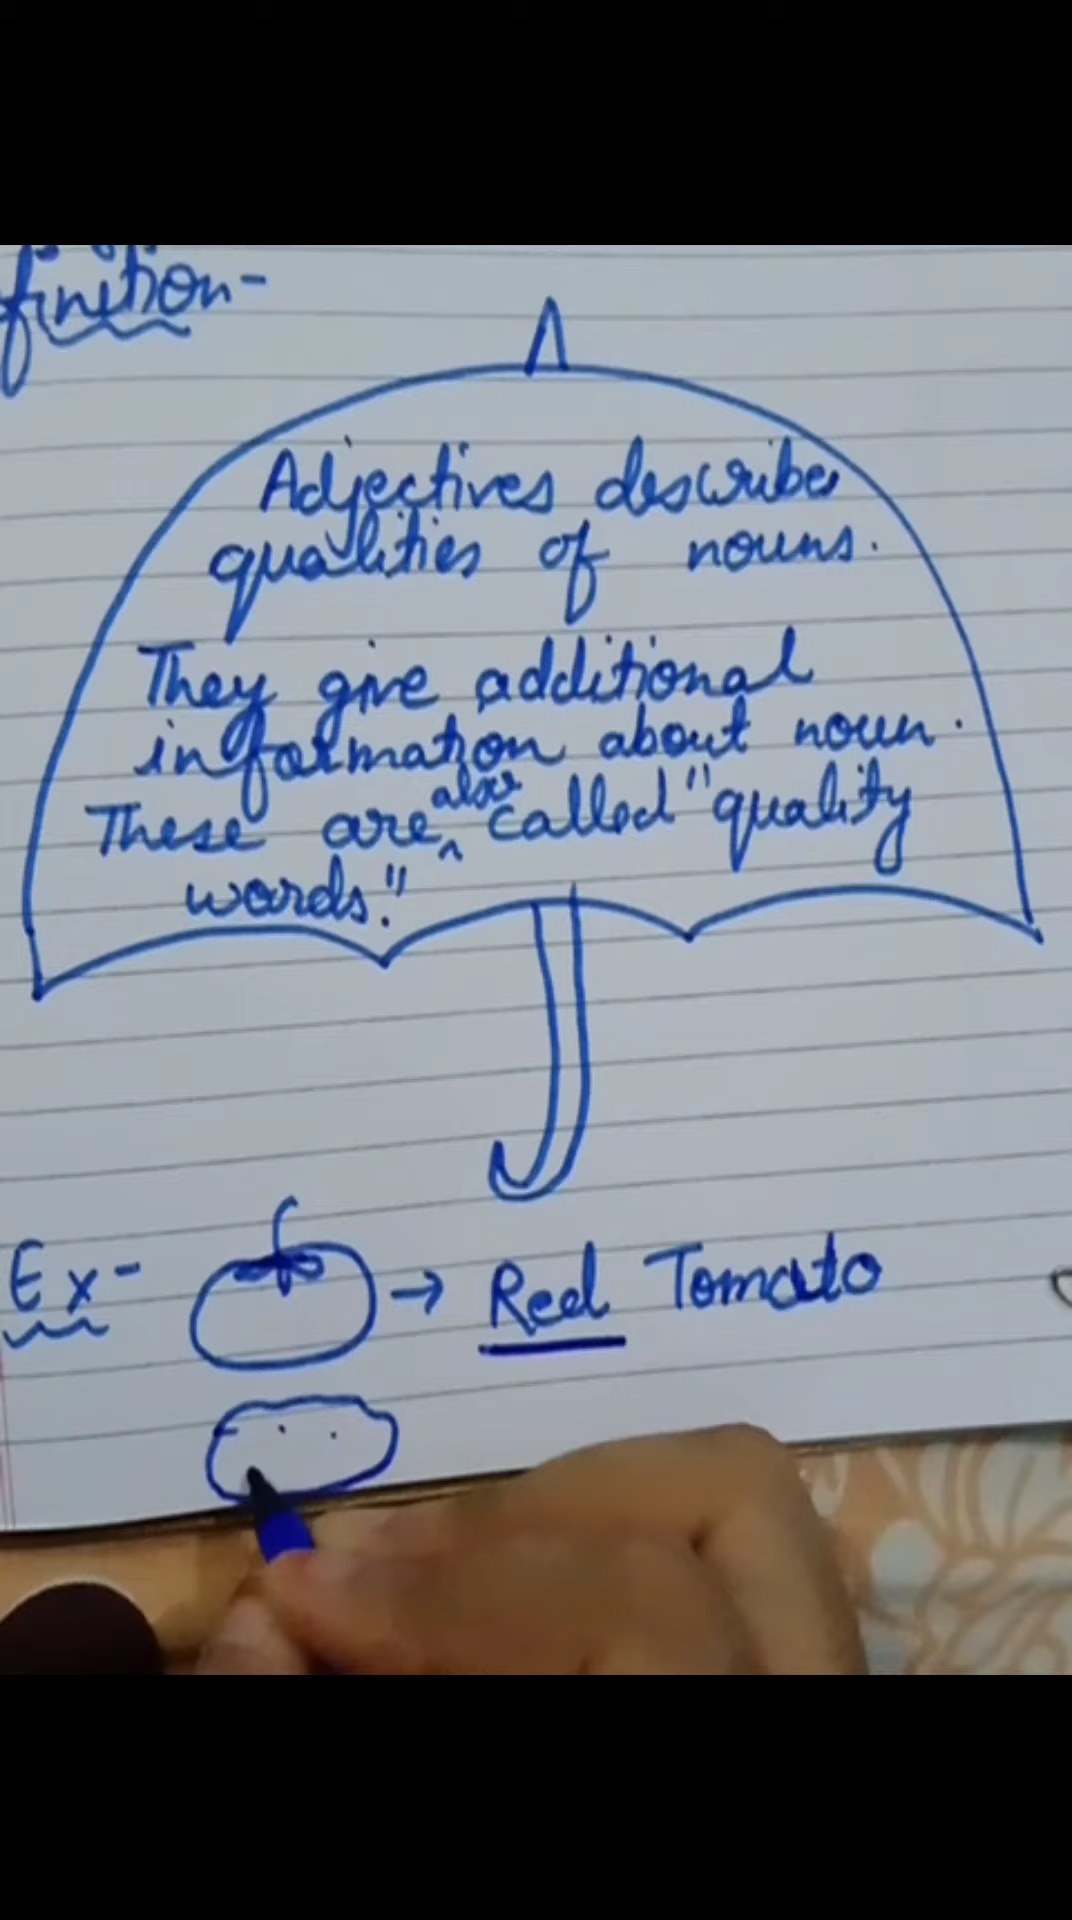 finition-
Adjectives describe
qualities of nouns.
They give additional
information about noun.
These are also called "quality
words."
Ex- → Red Tomato